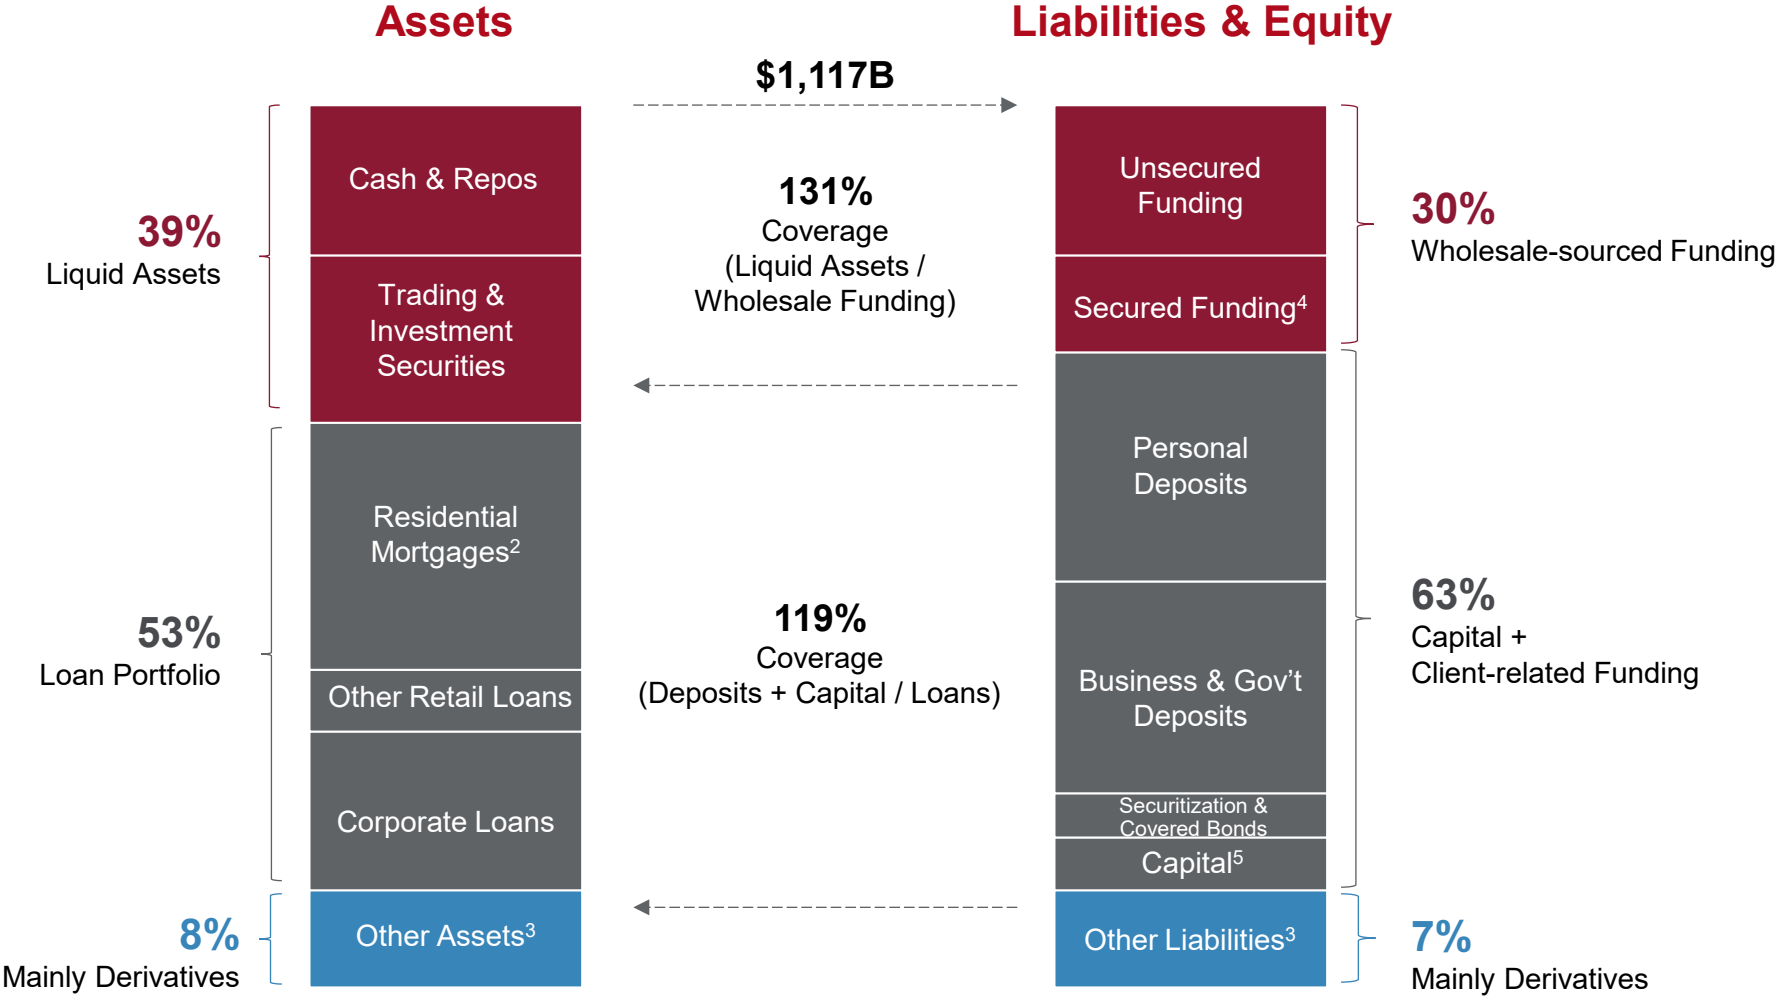 Assets
Liabilities & Equity
$1,117B
39%
Liquid Assets
Cash & Repos
Trading &
Investment
Securities
131%
Coverage
(Liquid Assets /
Wholesale Funding)
Unsecured
Funding
Secured Funding4
30%
Wholesale-sourced Funding
53%
Loan Portfolio
Residential
Mortgages2
Other Retail Loans
Corporate Loans
119%
Coverage
(Deposits + Capital / Loans)
Personal
Deposits
Business & Gov’t
Deposits
Securitization &
Covered Bonds
Capital5
63%
Capital +
Client-related Funding
8%
Mainly Derivatives
Other Assets3
Other Liabilities3
7%
Mainly Derivatives